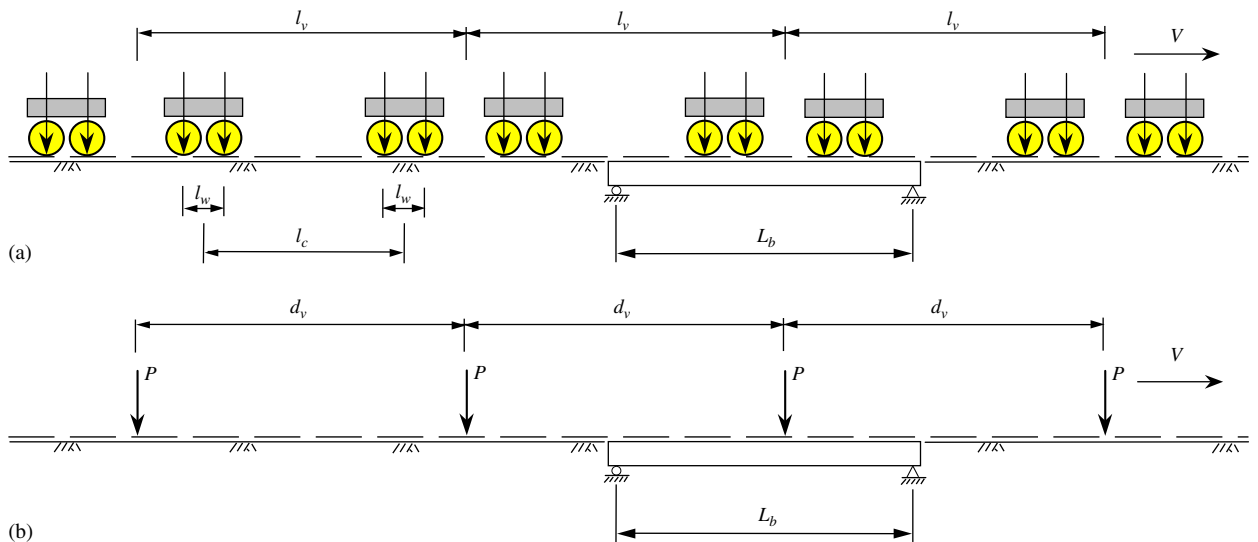 (a)
l_v l_v l_v V
l_w l_w
l_c L_b
(b)
d_v d_v d_v V
P P P P
L_b